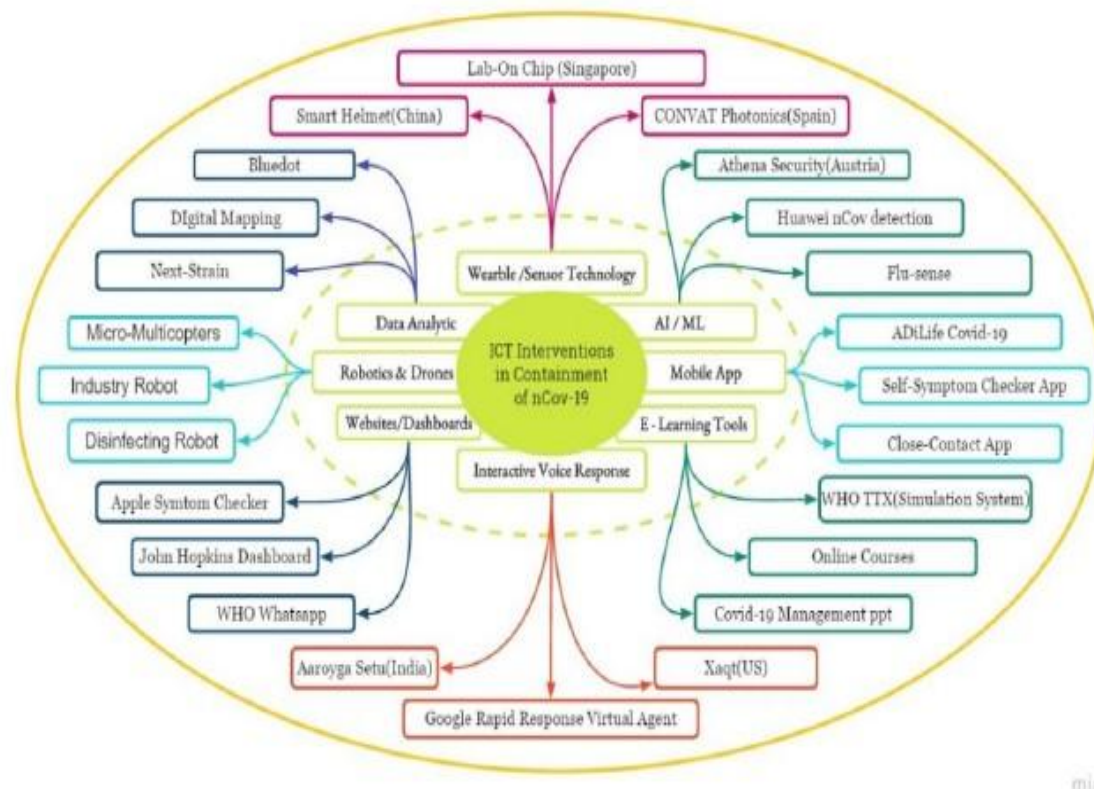 Lab-On Chip (Singapore)
Smart Helmet(China)
CONVAT Photonics(Spain)
Bluedot
Athena Security(Austria)
DIgital Mapping
Huawei nCov detection
Next-Strain
Flu-sense
Wearble /Sensor Technology
Data Analytic
AI / ML
Micro-Multicopters
ADiLife Covid-19
ICT Interventions
in Containment
of nCov-19
Robotics & Drones
Mobile App
Industry Robot
Self-Symptom Checker App
Websites/Dashboards
E - Learning Tools
Disinfecting Robot
Close-Contact App
Interactive Voice Response
Apple Symtom Checker
WHO TTX(Simulation System)
John Hopkins Dashboard
Online Courses
WHO Whatsapp
Covid-19 Management ppt
Aaroyga Setu(India)
Xaqt(US)
Google Rapid Response Virtual Agent